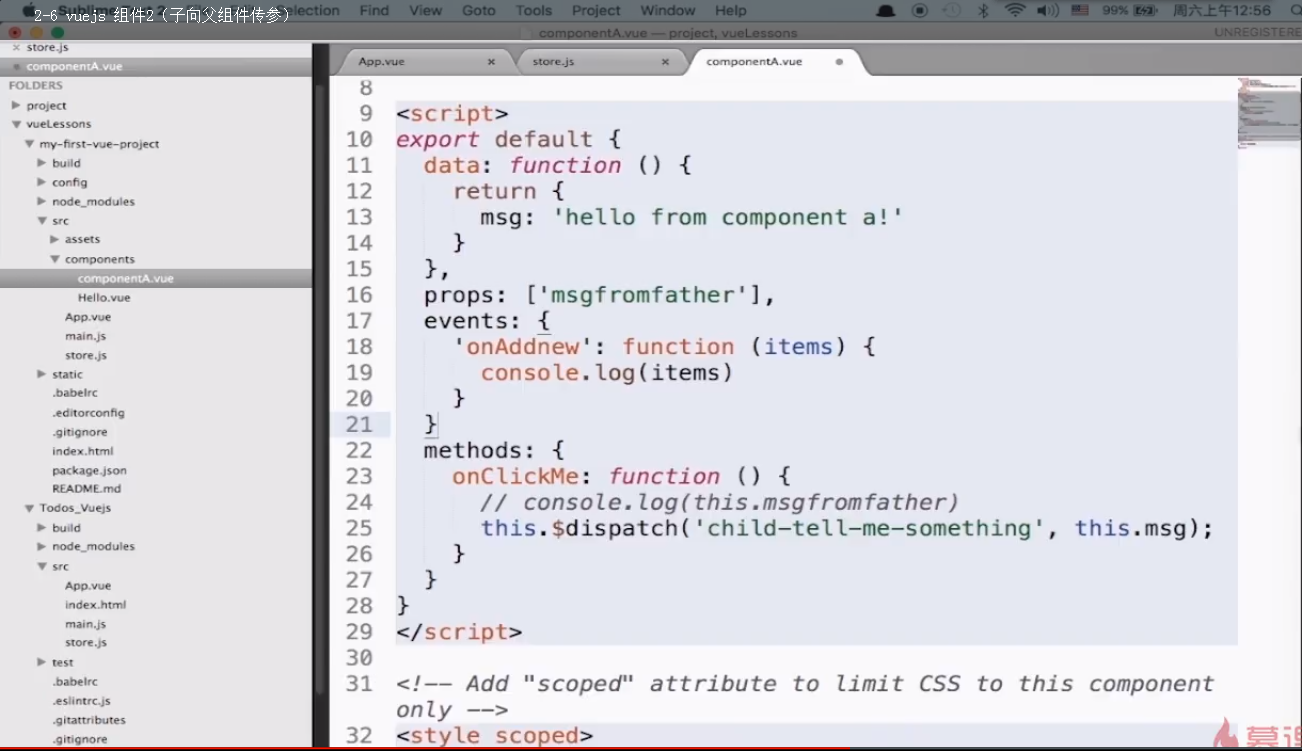 2-6 vuejs 组件2（子向父组件传参）
Selection Find View Goto Tools Project Window Help
99% 周六上午12:56
componentA.vue — project, vueLessons
UNREGISTERE
store.js
componentA.vue
FOLDERS
project
vueLessons
my-first-vue-project
build
config
node_modules
src
assets
components
componentA.vue
Hello.vue
App.vue
main.js
store.js
static
.babelrc
.editorconfig
.gitignore
index.html
package.json
README.md
Todos_Vuejs
build
node_modules
src
App.vue
index.html
main.js
store.js
test
.babelrc
.eslintrc.js
.gitattributes
.gitignore
App.vue × store.js × componentA.vue
8
9 <script>
10 export default {
11 data: function () {
12 return {
13 msg: 'hello from component a!'
14 }
15 },
16 props: ['msgfromfather'],
17 events: {
18 'onAddnew': function (items) {
19 console.log(items)
20 }
21 }
22 methods: {
23 onClickMe: function () {
24 // console.log(this.msgfromfather)
25 this.$dispatch('child-tell-me-something', this.msg);
26 }
27 }
28 }
29 </script>
30
31 <!-- Add "scoped" attribute to limit CSS to this component
only -->
32 <style scoped>